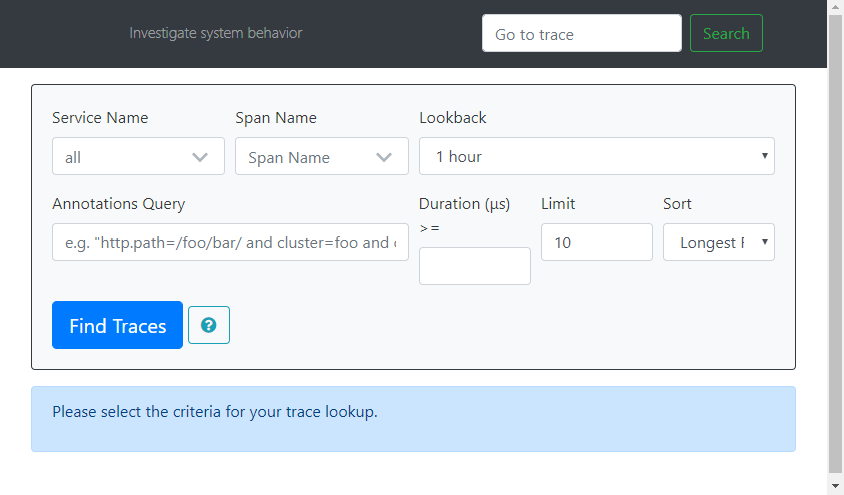 Investigate system behavior
Go to trace
Search
Service Name
Span Name
Lookback
all
Span Name
1 hour
Annotations Query
Duration (μs) >=
Limit
Sort
e.g. "http.path=/foo/bar/ and cluster=foo and
10
Longest
Find Traces
?
Please select the criteria for your trace lookup.